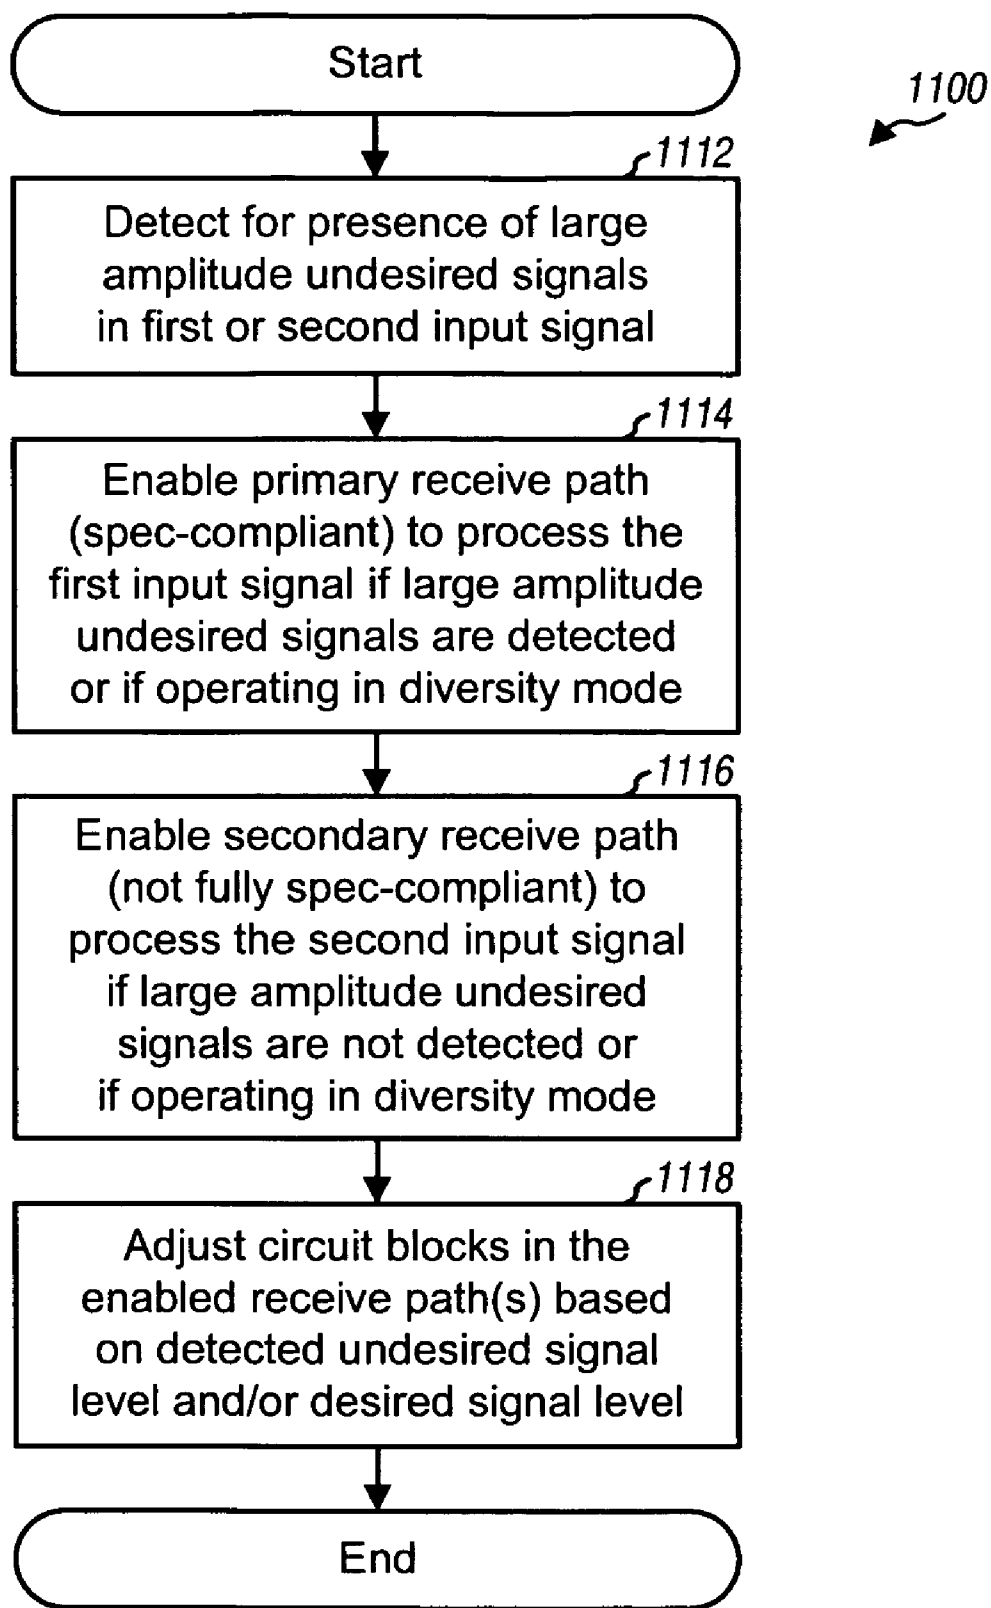 Start
1100
1112
Detect for presence of large
amplitude undesired signals
in first or second input signal
1114
Enable primary receive path
(spec-compliant) to process the
first input signal if large amplitude
undesired signals are detected
or if operating in diversity mode
1116
Enable secondary receive path
(not fully spec-compliant) to
process the second input signal
if large amplitude undesired
signals are not detected or
if operating in diversity mode
1118
Adjust circuit blocks in the
enabled receive path(s) based
on detected undesired signal
level and/or desired signal level
End